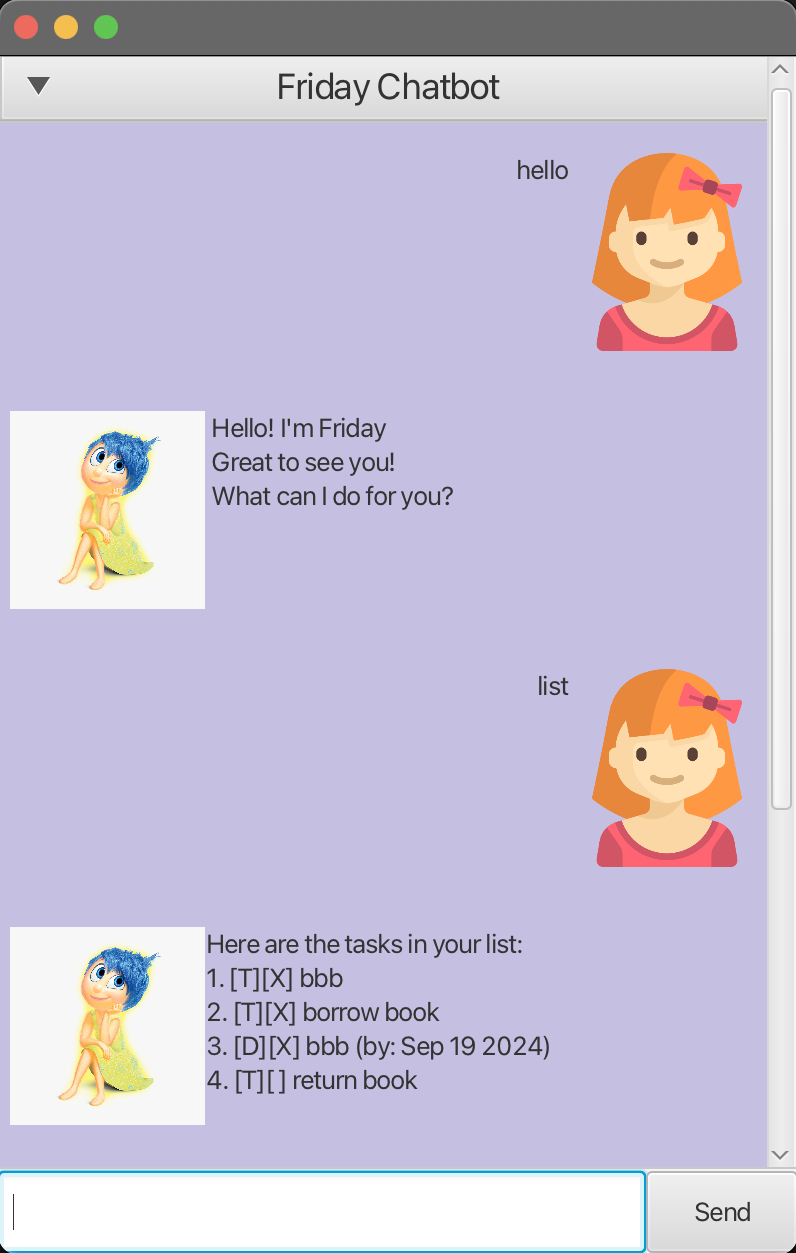 Friday Chatbot
hello
Hello! I'm Friday
Great to see you!
What can I do for you?
list
Here are the tasks in your list:
1. [T][X] bbb
2. [T][X] borrow book
3. [D][X] bbb (by: Sep 19 2024)
4. [T][ ] return book
Send